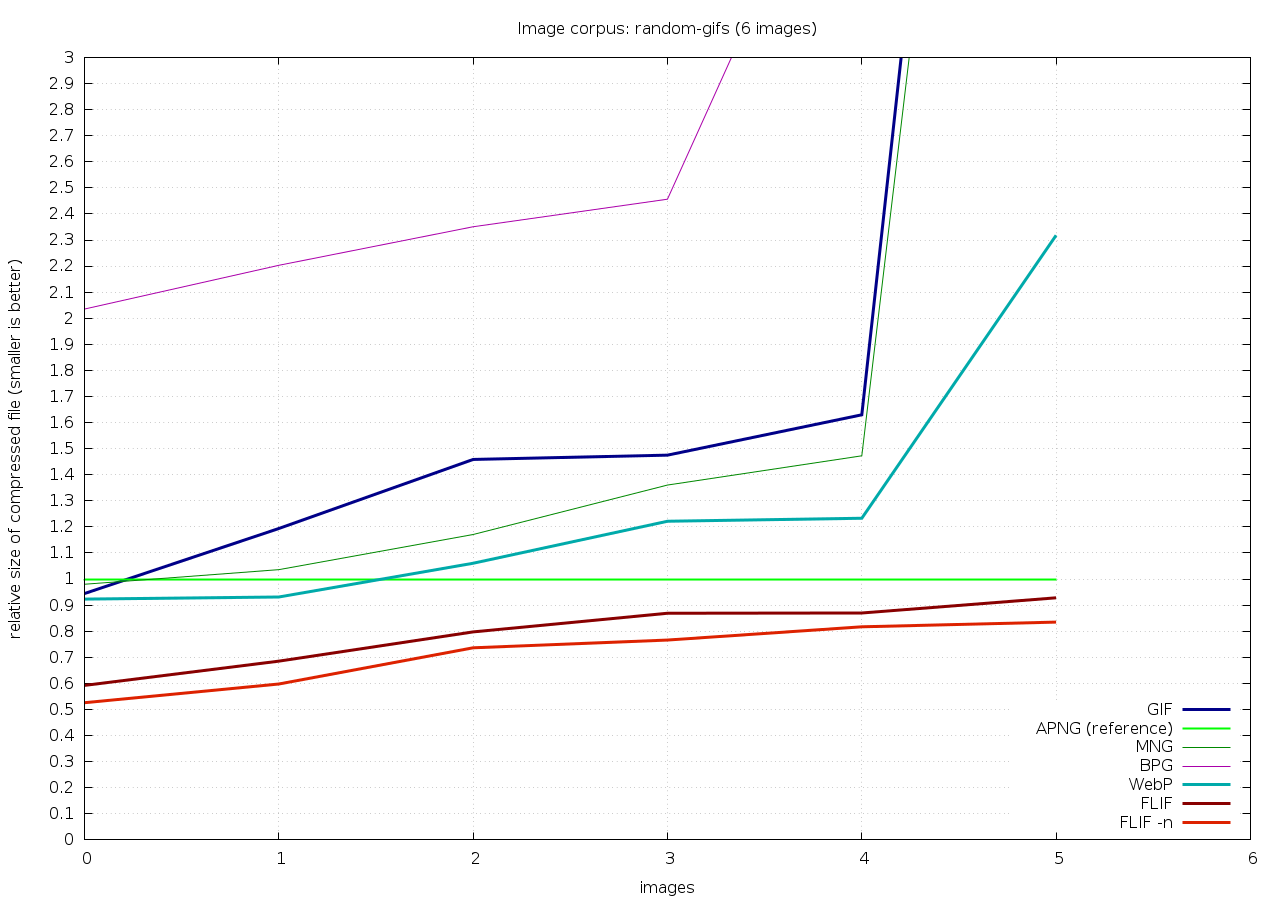 Image corpus: random-gifs (6 images)
relative size of compressed file (smaller is better)
3
2.9
2.8
2.7
2.6
2.5
2.4
2.3
2.2
2.1
2
1.9
1.8
1.7
1.6
1.5
1.4
1.3
1.2
1.1
1
0.9
0.8
0.7
0.6
0.5
0.4
0.3
0.2
0.1
0
GIF
APNG (reference)
MNG
BPG
WebP
FLIF
FLIF -n
0 1 2 3 4 5 6
images